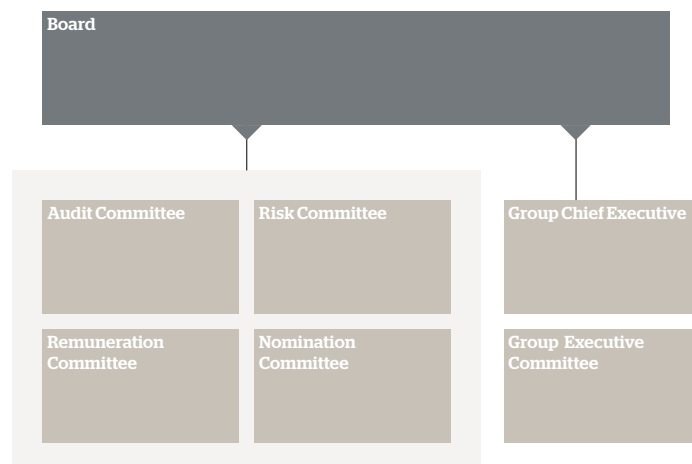 Board
Audit Committee
Risk Committee
Group Chief Executive
Remuneration
Committee
Nomination
Committee
Group Executive
Committee